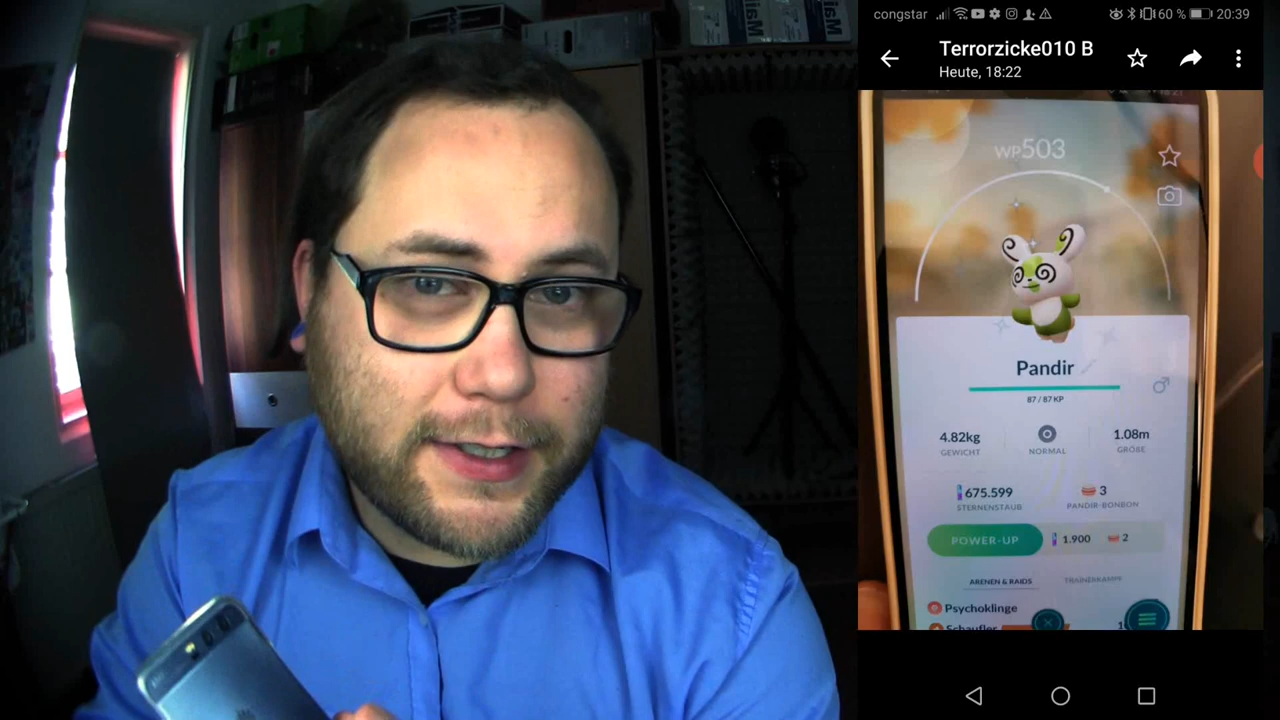 congstar
60 %
20:39
Terrorzicke010 B
Heute, 18:22
WP503
Pandir
87 / 87 KP
4.82kg
GEWICHT
NORMAL
1.08m
GRÖSSE
675.599
STERNENSTAUB
3
PANDIR-BONBON
POWER-UP
1.900
2
ARENEN & RAIDS
TRAINERKÄMPFE
Psychoklinge
Schaufler